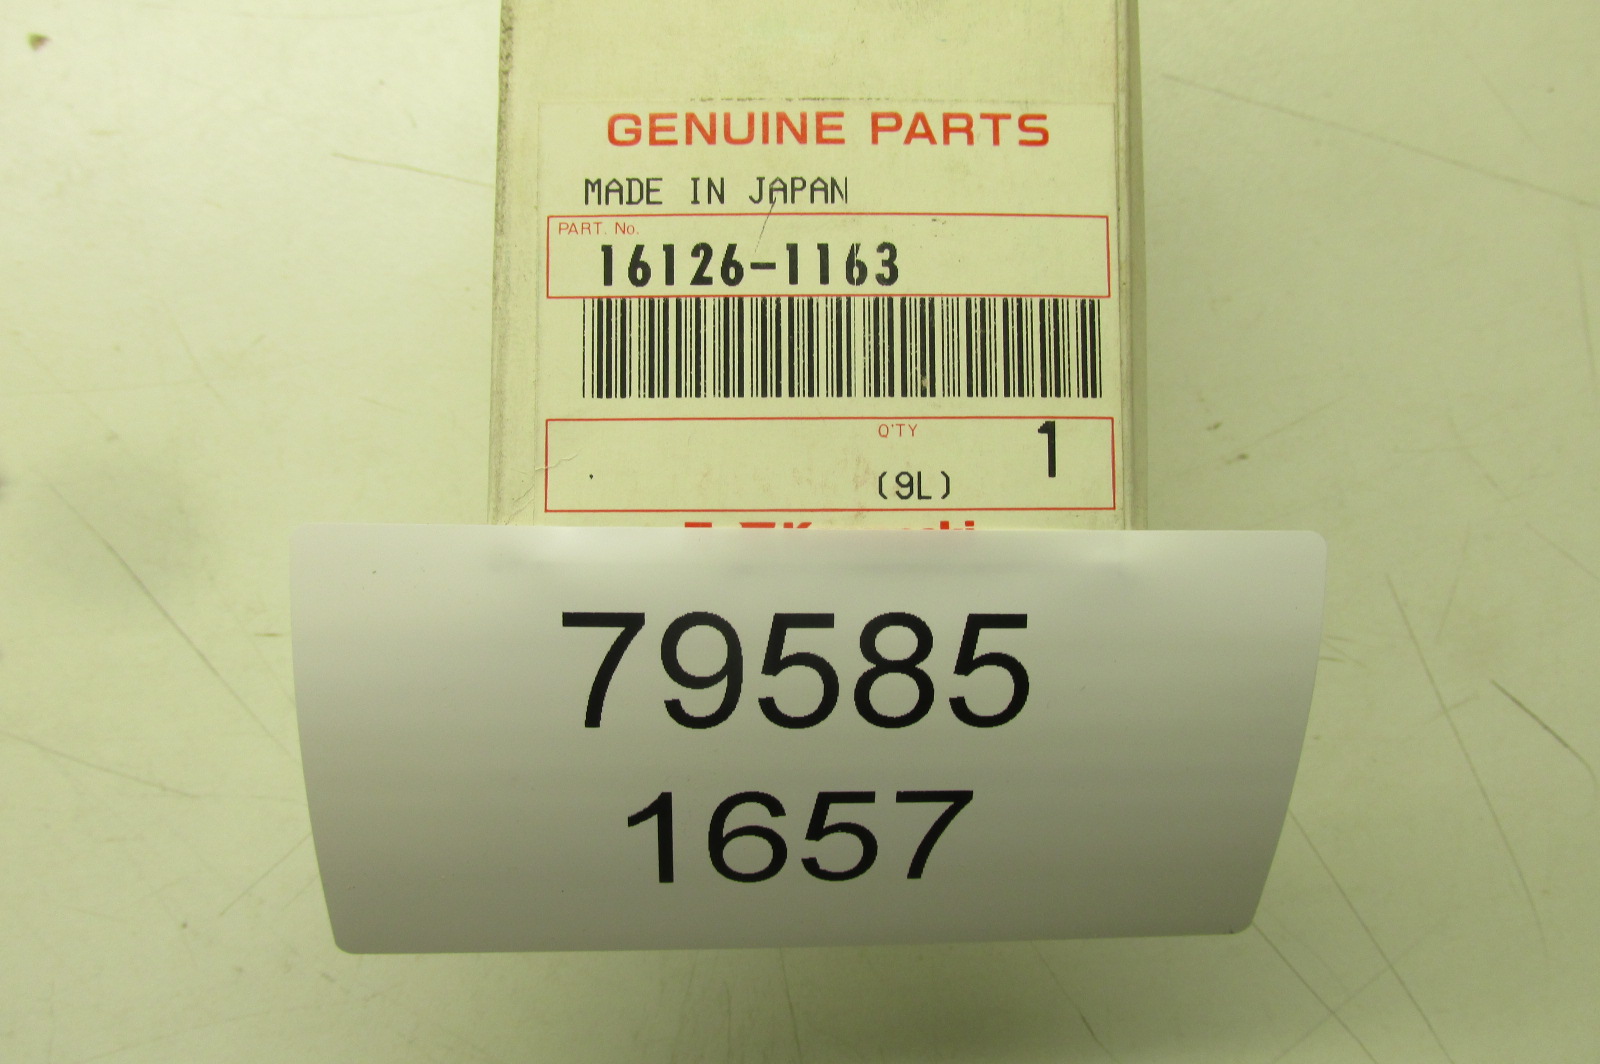 GENUINE PARTS
MADE IN JAPAN
PART. No.
16126-1163
Q'TY
1
(9L)
79585
1657